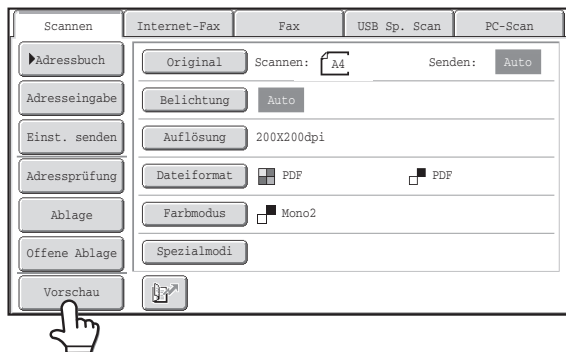 Scannen Internet-Fax Fax USB Sp. Scan PC-Scan
Adressbuch Original Scannen: A4 Senden: Auto
Adresseingabe Belichtung Auto
Einst. senden Auflösung 200X200dpi
Adressprüfung Dateiformat PDF PDF
Ablage Farbmodus Mono2
Offene Ablage Spezialmodi
Vorschau